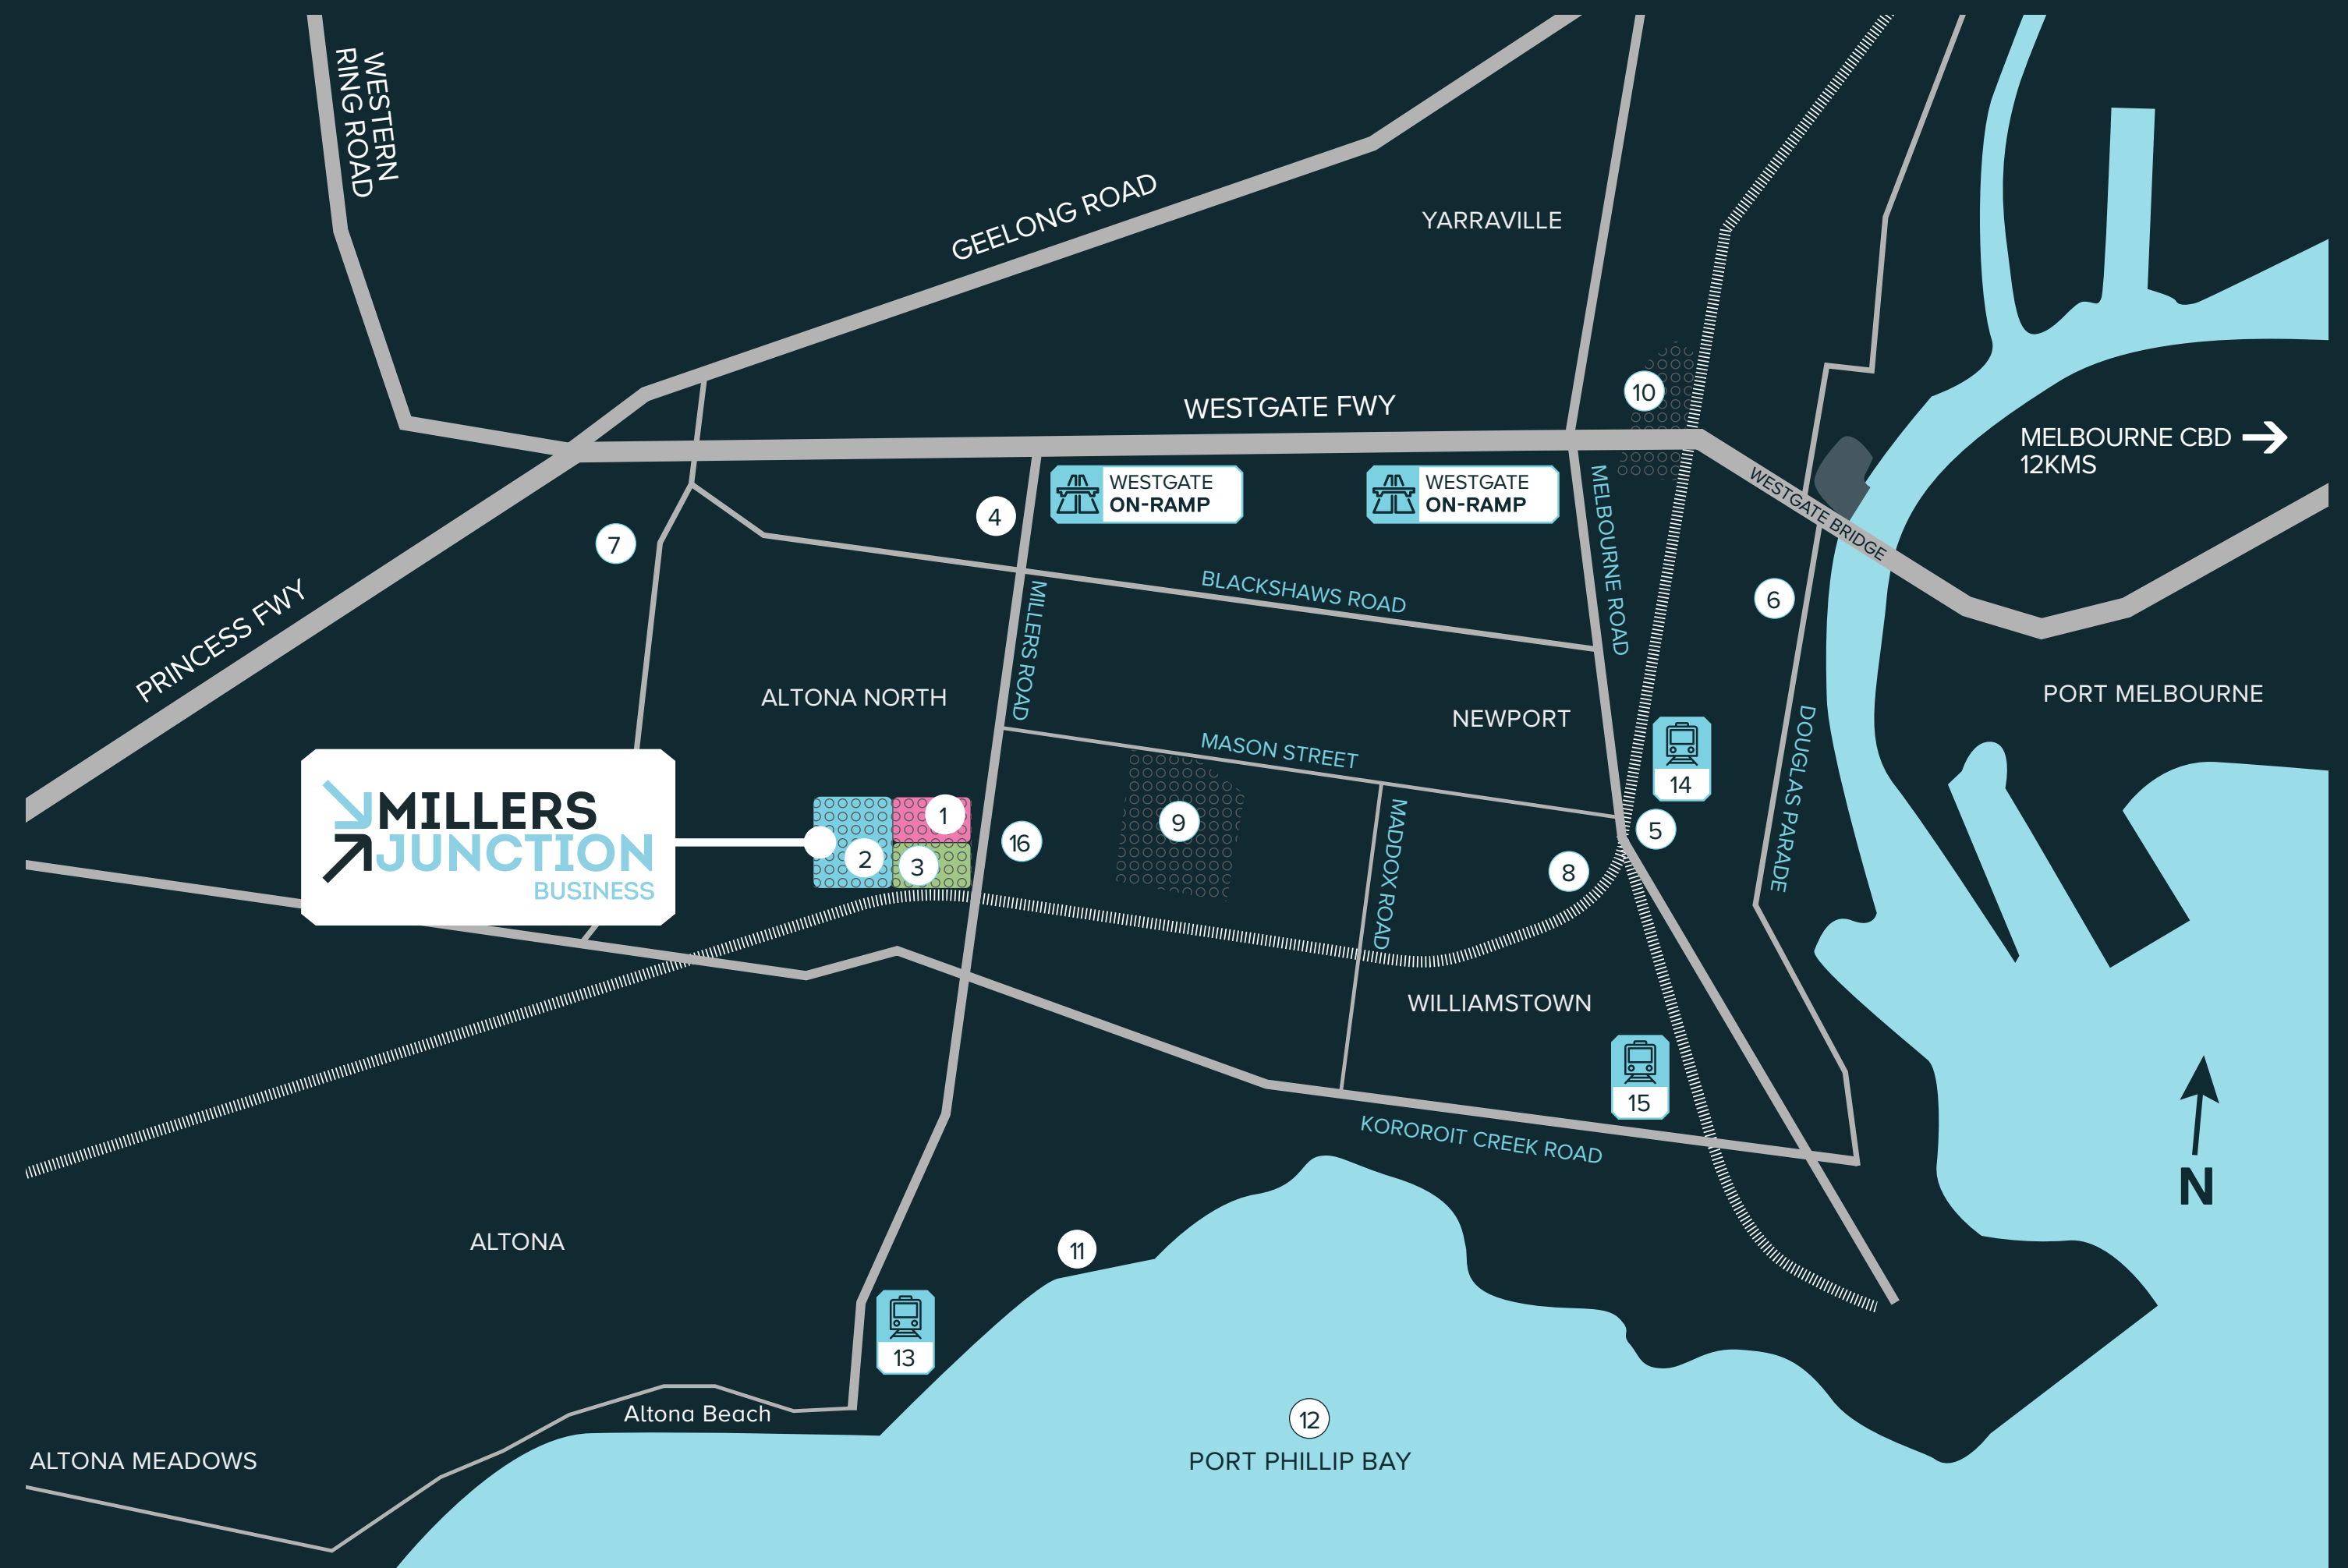 WESTERN
RING ROAD
GEELONG ROAD
YARRAVILLE
10
WESTGATE FWY
MELBOURNE CBD
12KMS
WESTGATE
ON-RAMP
WESTGATE
ON-RAMP
MELBOURNE ROAD
WESTGATE BRIDGE
4
7
BLACKSHAWS ROAD
6
PRINCESS FWY
MILLERS ROAD
ALTONA NORTH
NEWPORT
PORT MELBOURNE
MASON STREET
14
DOUGLAS PARADE
MILLERS
JUNCTION
BUSINESS
1
2
3
16
9
MADDOX ROAD
5
8
WILLIAMSTOWN
15
KOROROIT CREEK ROAD
N
ALTONA
11
13
Altona Beach
12
PORT PHILLIP BAY
ALTONA MEADOWS